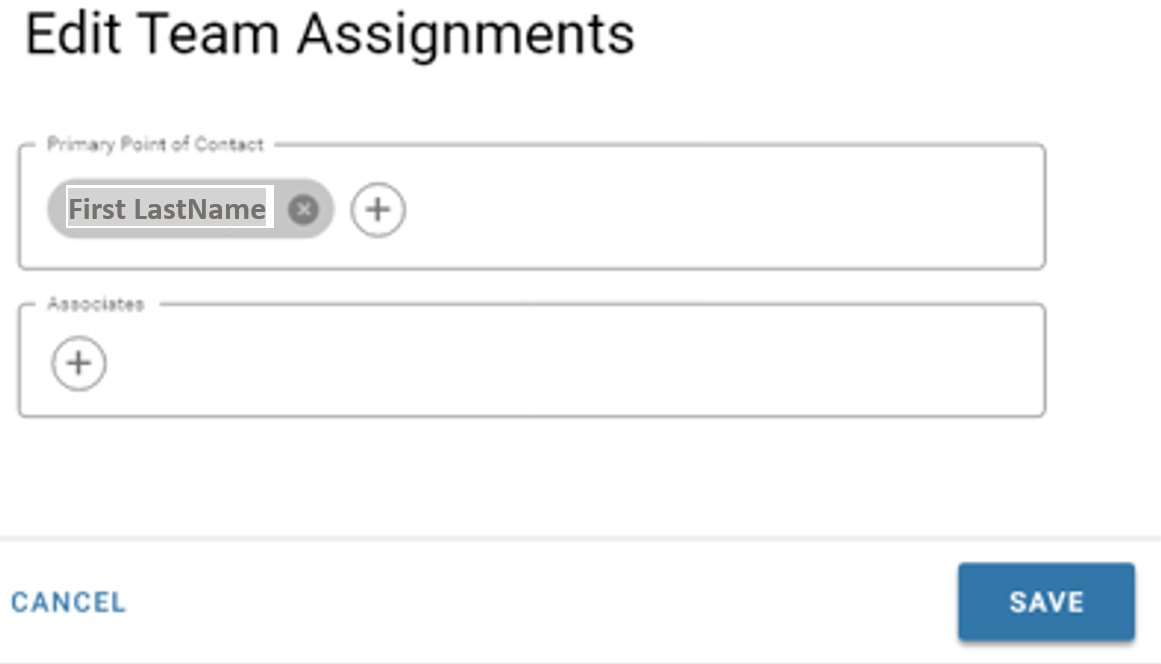 Edit Team Assignments
Primary Point of Contact
First LastName
Associates
CANCEL
SAVE